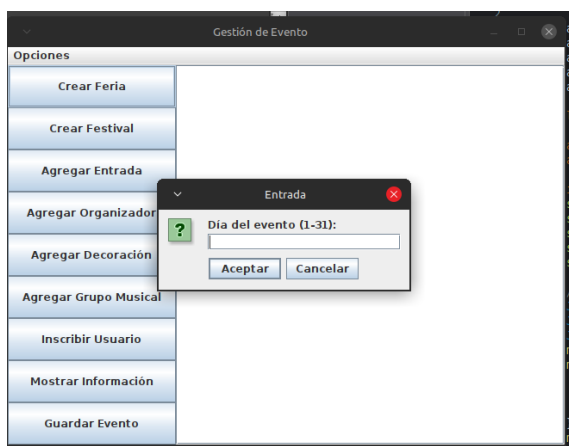 Gestión de Evento
Opciones
Crear Feria
Crear Festival
Agregar Entrada
Agregar Organizador
Agregar Decoración
Agregar Grupo Musical
Inscribir Usuario
Mostrar Información
Guardar Evento
Entrada
?
Día del evento (1-31):
Aceptar Cancelar